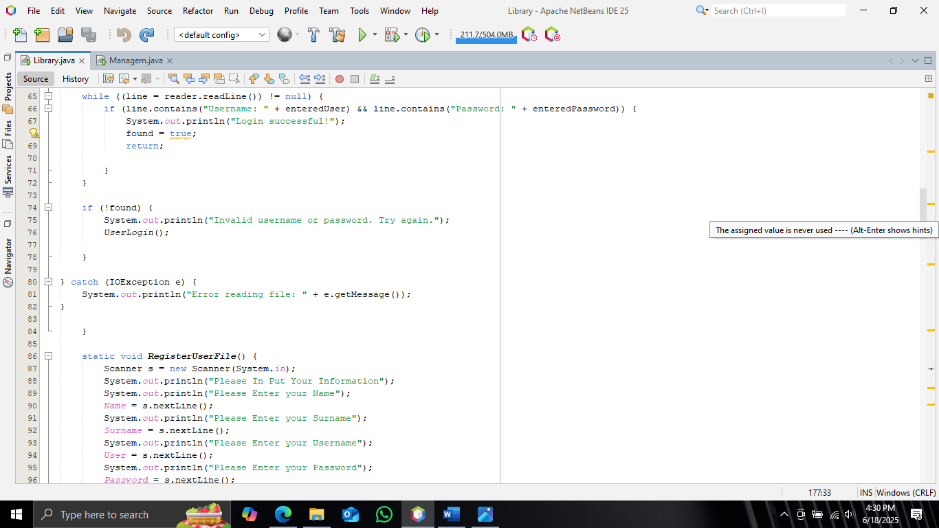 File Edit View Navigate Source Refactor Run Debug Profile Team Tools Window Help Library - Apache NetBeans IDE 25 Search (Ctrl+I)
<default config> 211.7/504.0MB
Library.java Managem.java
Source History
Projects
Files
Services
Navigator
65 while ((line = reader.readLine()) != null) {
66 if (line.contains("Username: " + enteredUser) && line.contains("Password: " + enteredPassword)) {
67 System.out.println("Login successful!");
found = true;
69 return;
70
71 }
72 }
73
74 if (!found) {
75 System.out.println("Invalid username or password. Try again.");
76 UserLogin();
77
78 }
79
80 } catch (IOException e) {
81 System.out.println("Error reading file: " + e.getMessage());
82 }
83
84 }
85
86 static void RegisterUserFile() {
87 Scanner s = new Scanner(System.in);
88 System.out.println("Please In Put Your Information");
89 System.out.println("Please Enter your Name");
90 Name = s.nextLine();
91 System.out.println("Please Enter your Surname");
92 Surname = s.nextLine();
93 System.out.println("Please Enter your Username");
94 User = s.nextLine();
95 System.out.println("Please Enter your Password");
96 Password = s.nextLine();
The assigned value is never used ---- (Alt-Enter shows hints)
177:33 INS Windows (CRLF)
Type here to search
4:30 PM
6/18/2025